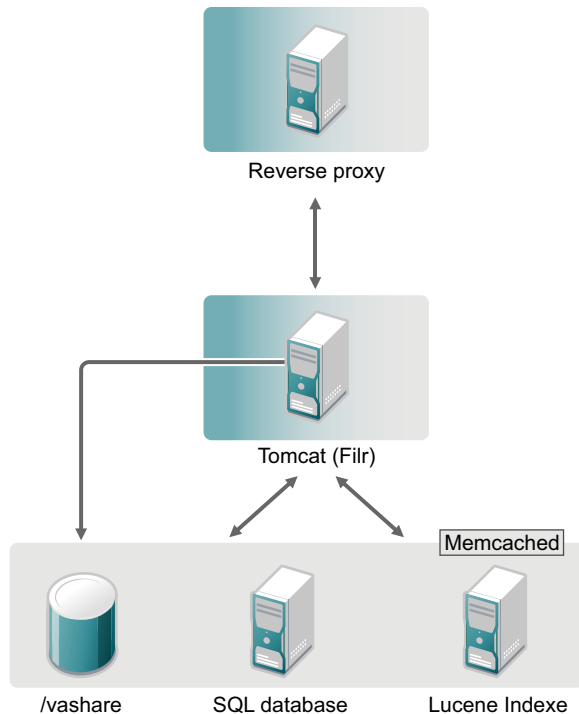 Reverse proxy
Tomcat (Filr)
Memcached
/vashare
SQL database
Lucene Indexe